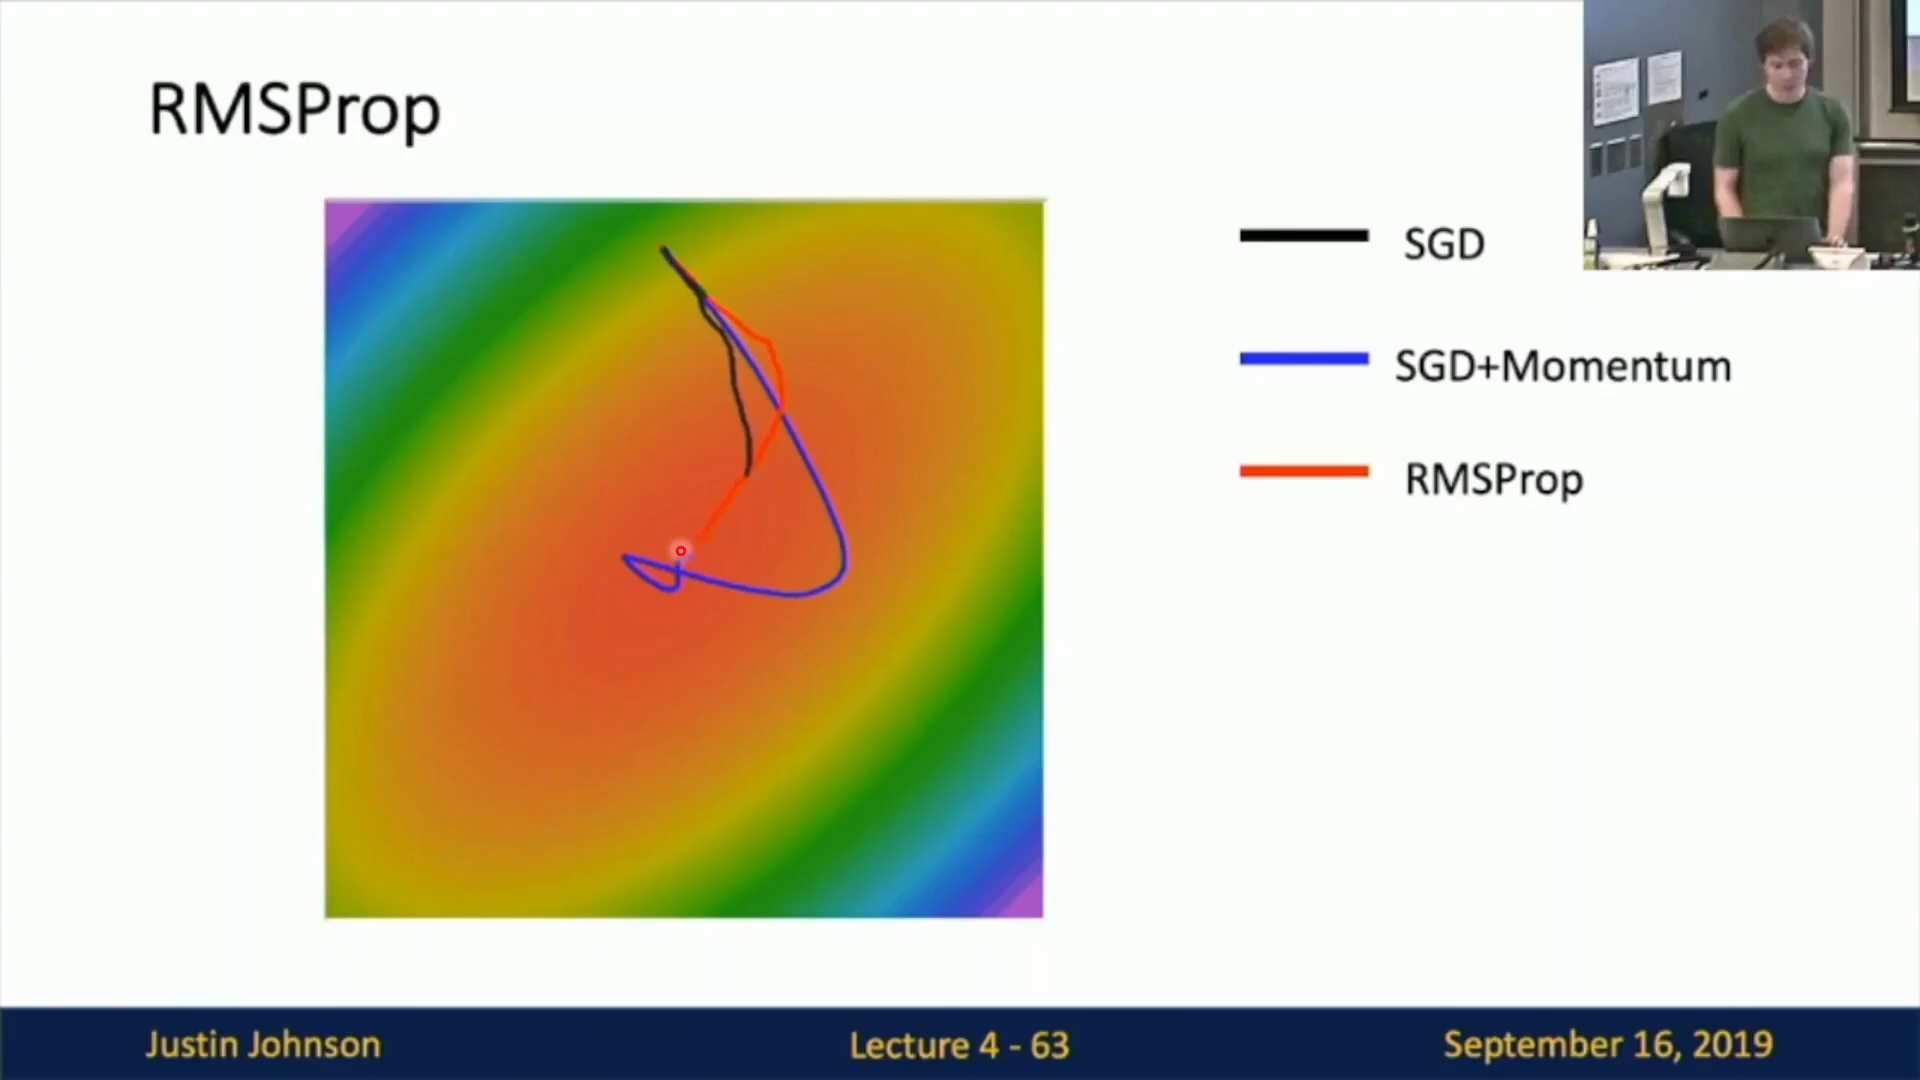 RMSProp
SGD
SGD+Momentum
RMSProp
Justin Johnson
Lecture 4 - 63
September 16, 2019